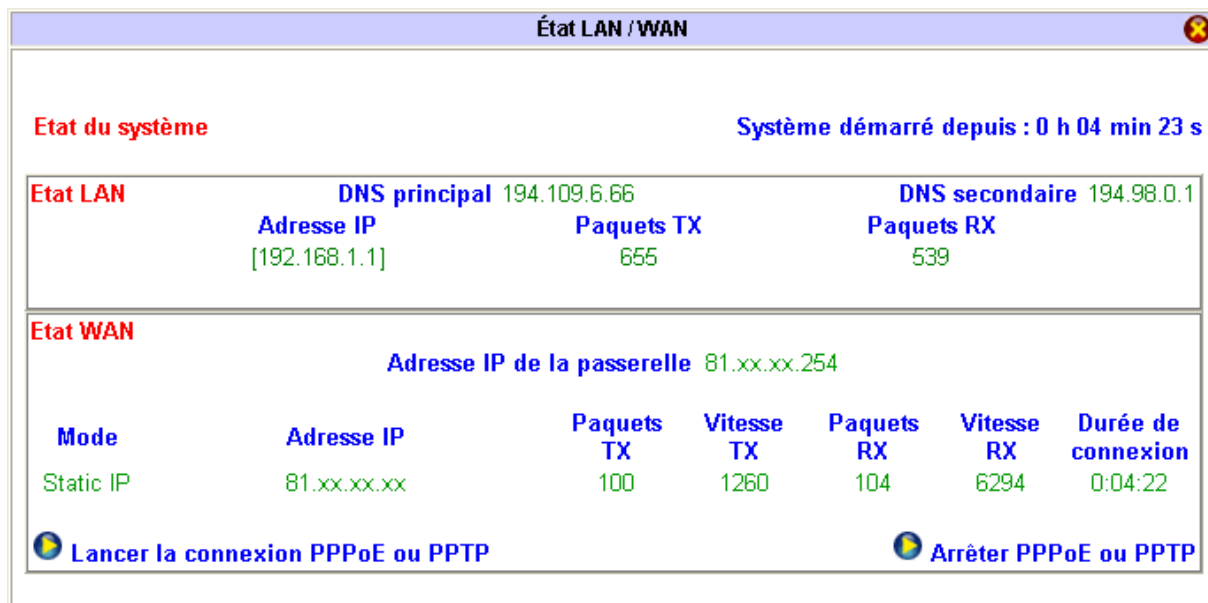 État LAN / WAN
Etat du système Système démarré depuis : 0 h 04 min 23 s
Etat LAN DNS principal 194.109.6.66 DNS secondaire 194.98.0.1
Adresse IP Paquets TX Paquets RX
[192.168.1.1] 655 539
Etat WAN
Adresse IP de la passerelle 81.xx.xx.254
Mode Adresse IP Paquets TX Vitesse TX Paquets RX Vitesse RX Durée de connexion
Static IP 81.xx.xx.xx 100 1260 104 6294 0:04:22
Lancer la connexion PPPoE ou PPTP Arrêter PPPoE ou PPTP